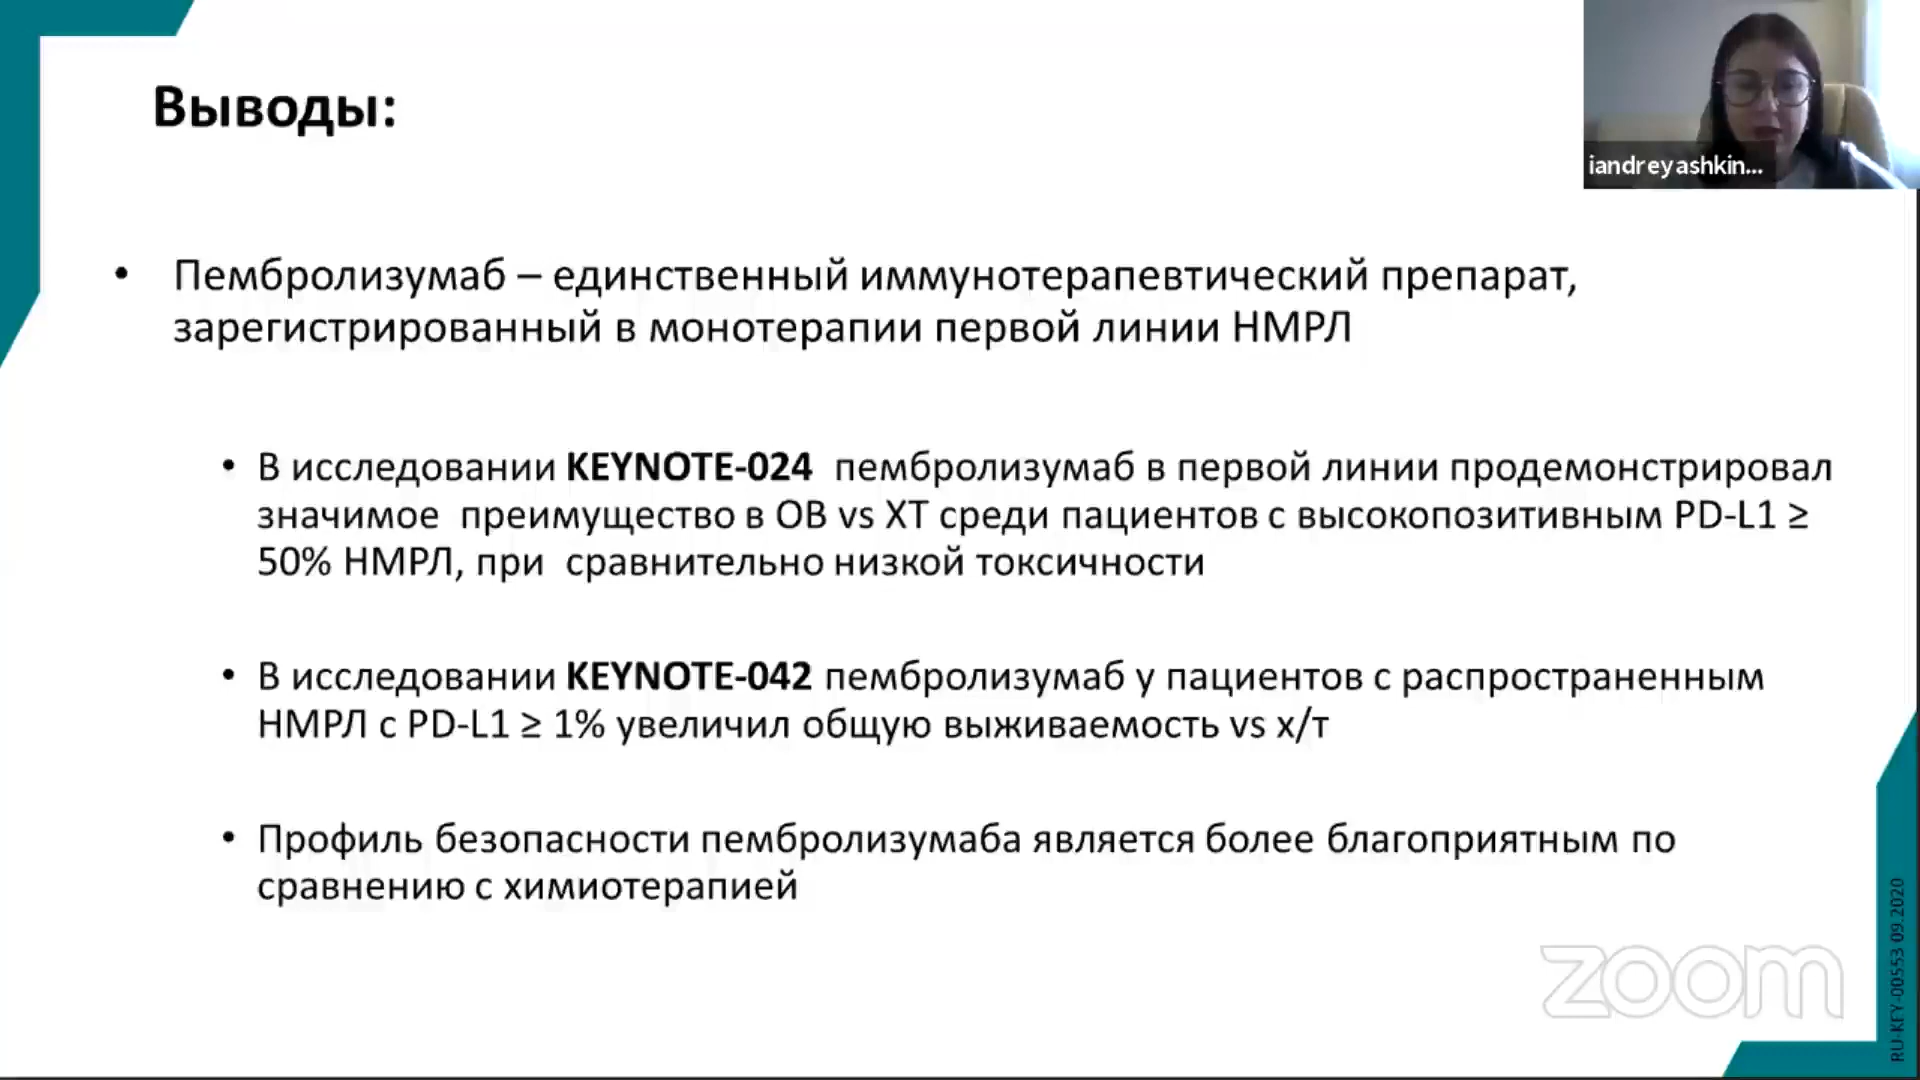 Выводы:
iandreyashkin...
• Пембролизумаб – единственный иммунотерапевтический препарат,
зарегистрированный в монотерапии первой линии НМРЛ
• В исследовании KEYNOTE-024 пембролизумаб в первой линии продемонстрировал
значимое преимущество в ОВ vs ХТ среди пациентов с высокопозитивным PD-L1 ≥
50% НМРЛ, при сравнительно низкой токсичности
• В исследовании KEYNOTE-042 пембролизумаб у пациентов с распространенным
НМРЛ с PD-L1 ≥ 1% увеличил общую выживаемость vs х/т
• Профиль безопасности пембролизумаба является более благоприятным по
сравнению с химиотерапией
zoom
RU-KEY-00553 09.2020